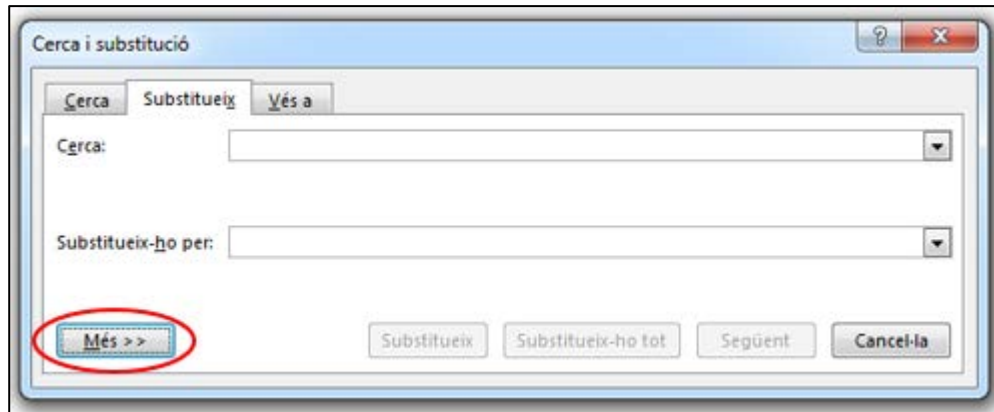 Cerca i substitució
Cerca Substitueix Vés a
Cerca:
Substitueix-ho per:
Més >> Substitueix Substitueix-ho tot Següent Cancel·la